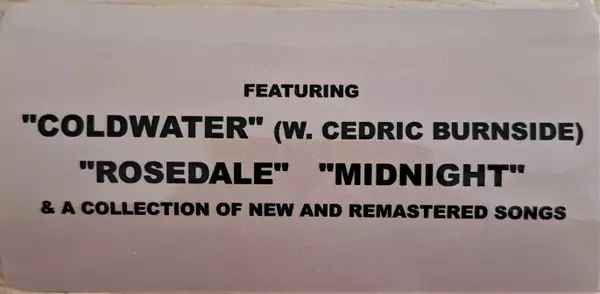 FEATURING
"COLDWATER" (W. CEDRIC BURNSIDE)
"ROSEDALE" "MIDNIGHT"
& A COLLECTION OF NEW AND REMASTERED SONGS